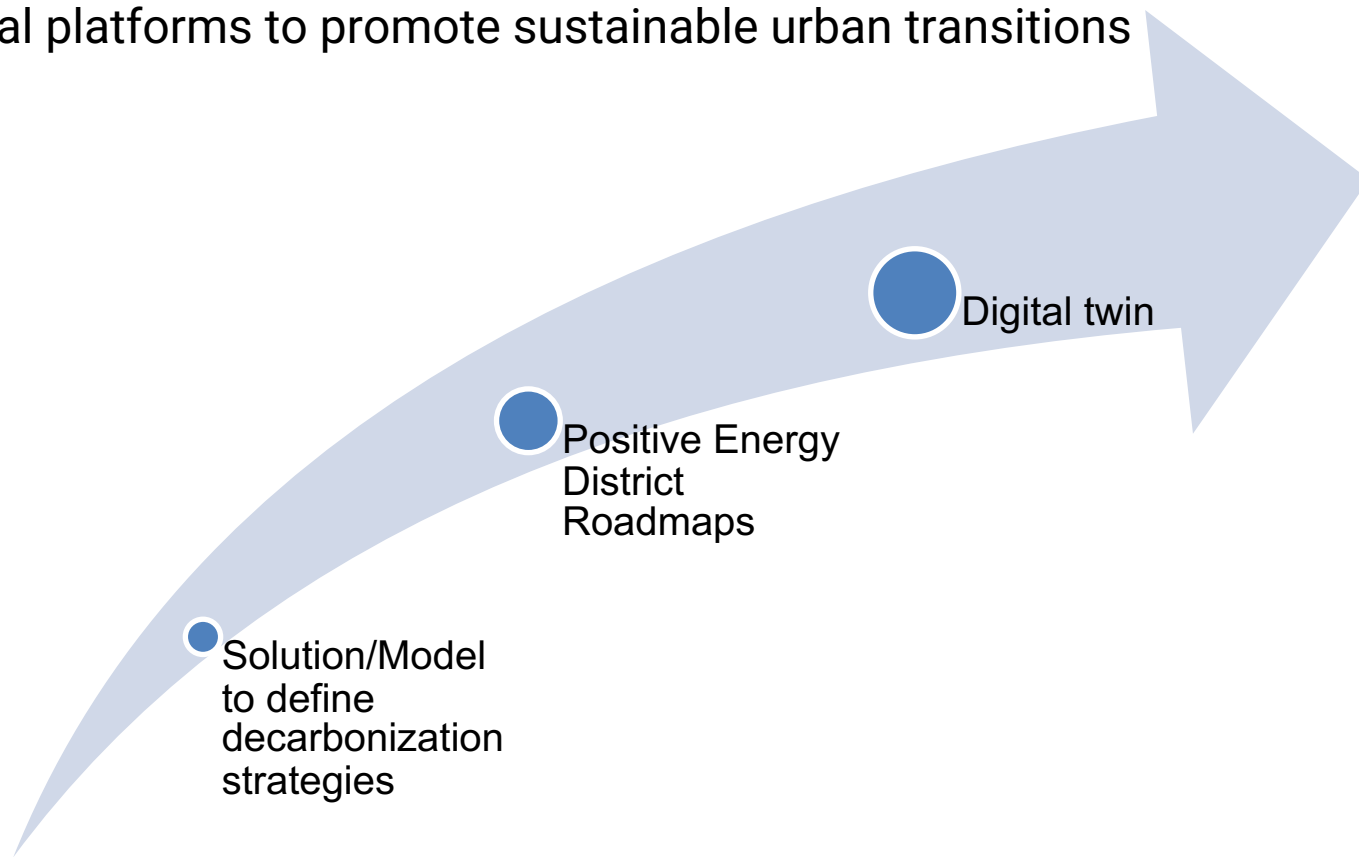 al platforms to promote sustainable urban transitions
Digital twin
Positive Energy
District
Roadmaps
Solution/Model
to define
decarbonization
strategies